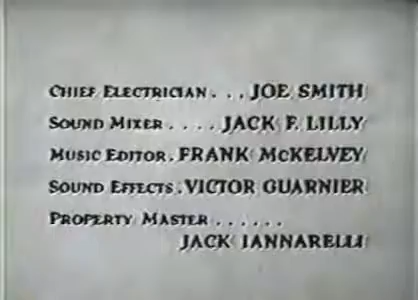 CHIEF ELECTRICIAN . . . JOE SMITH
SOUND MIXER . . . . JACK F. LILLY
MUSIC EDITOR . FRANK McKELVEY
SOUND EFFECTS . VICTOR GUARNIER
PROPERTY MASTER . . . . . .
JACK IANNARELLI